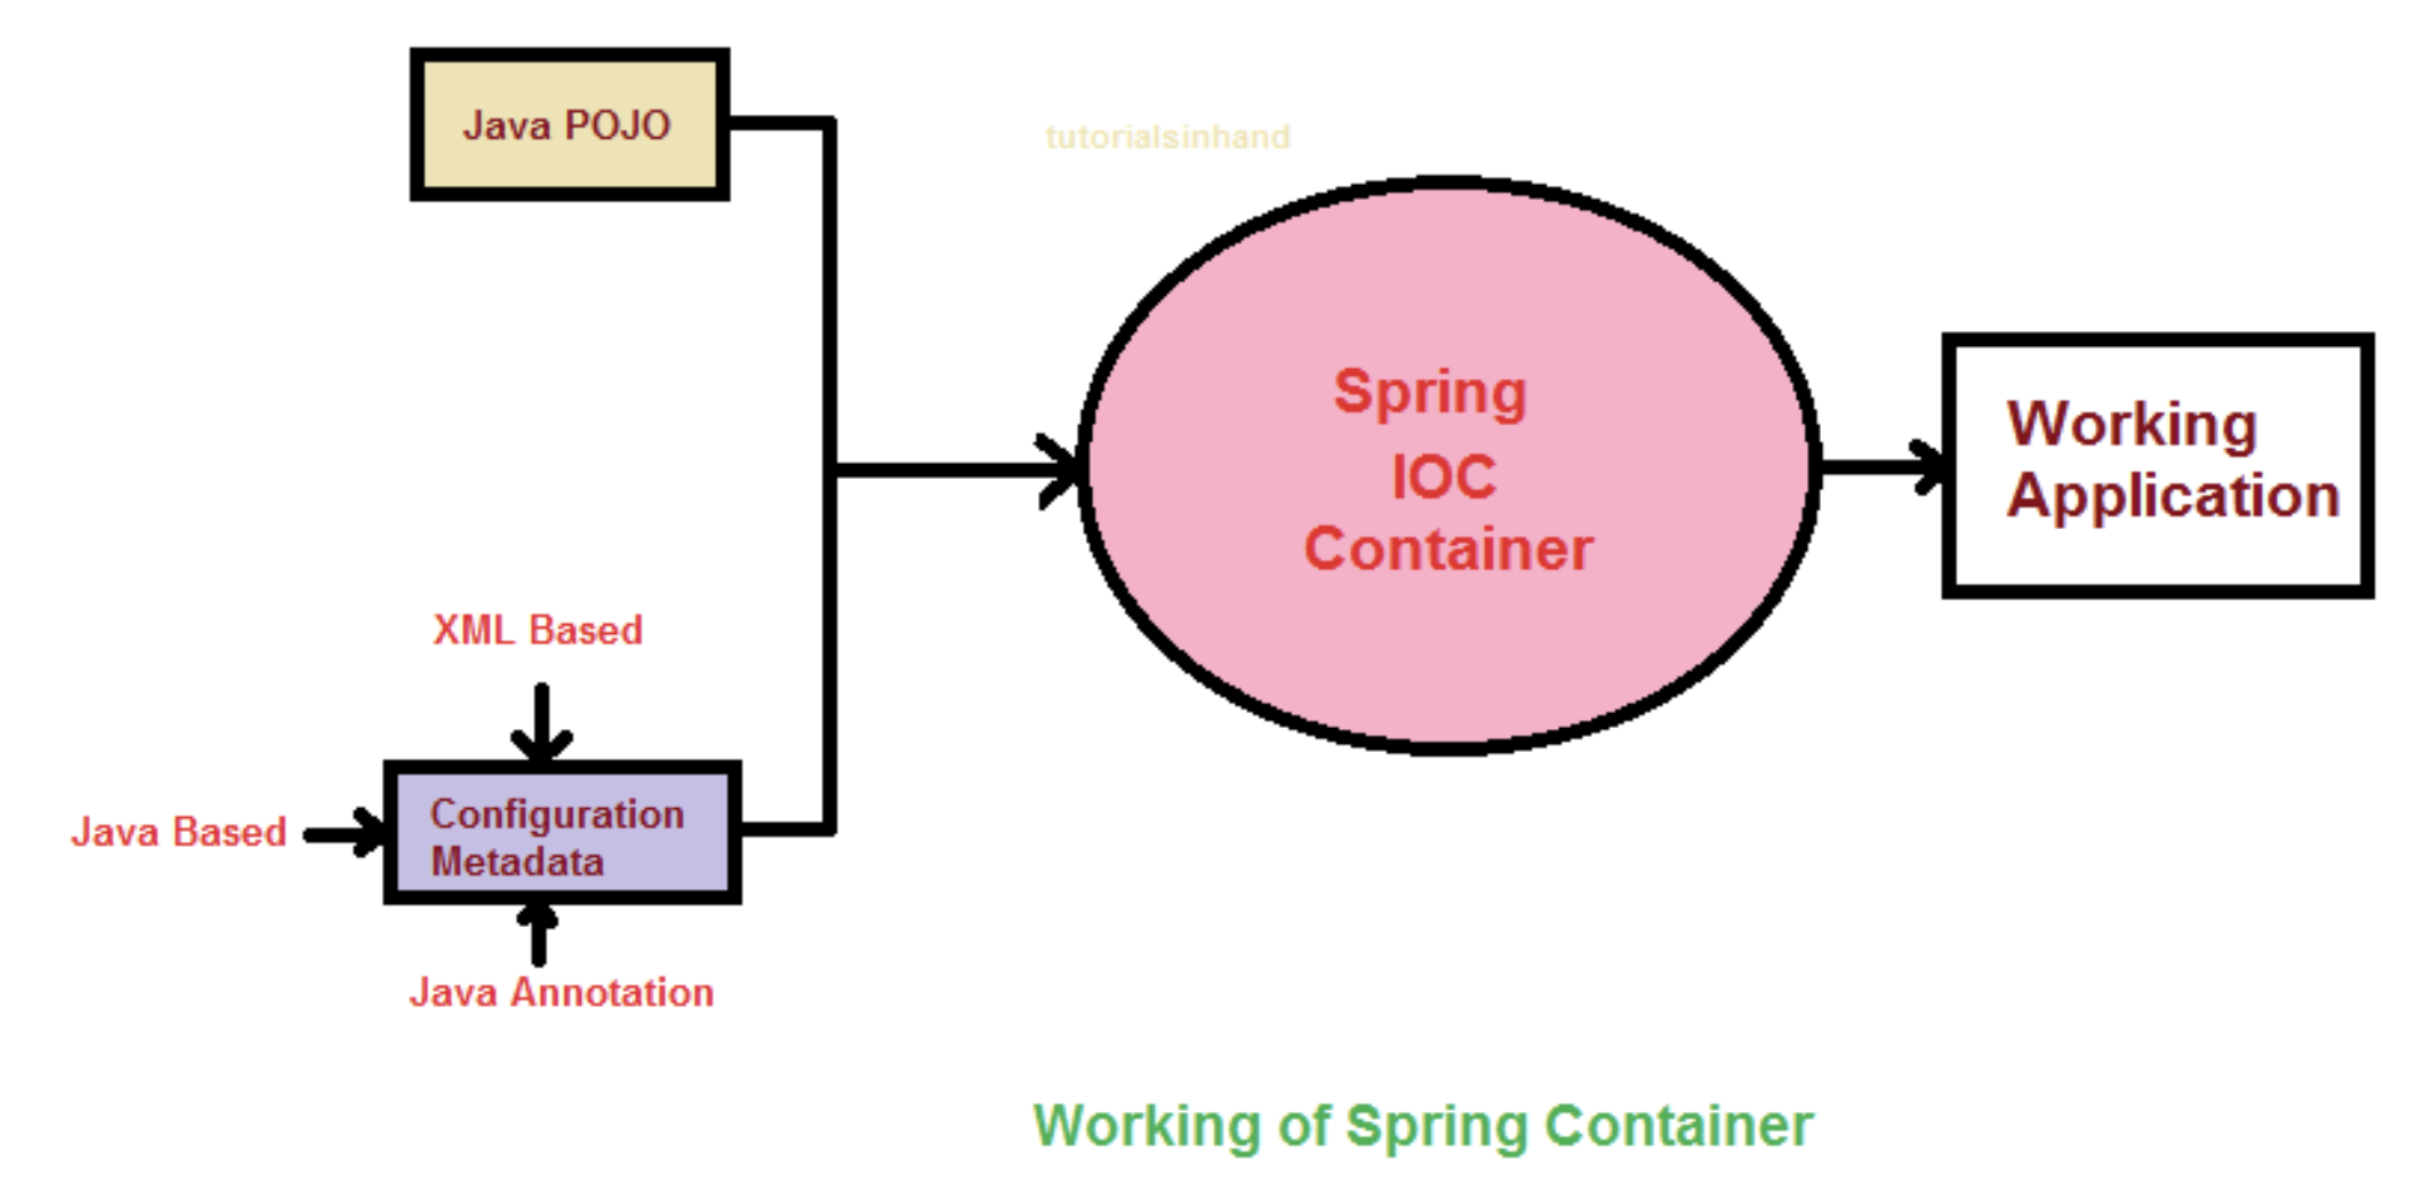 Java POJO
tutorialsinhand
Spring
IOC
Container
Working
Application
XML Based
Java Based
Configuration
Metadata
Java Annotation
Working of Spring Container